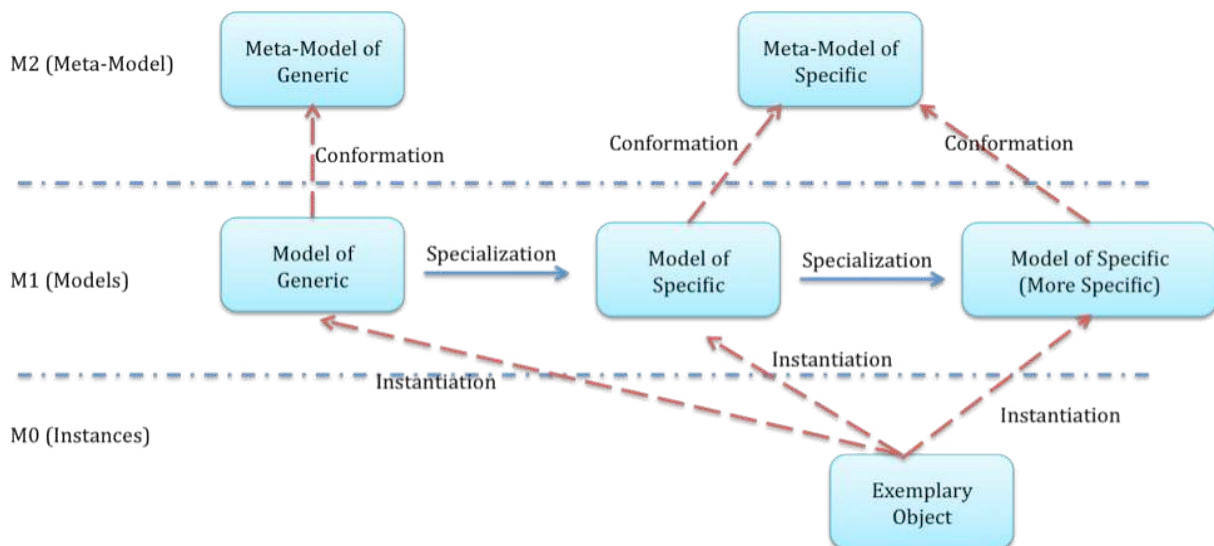 M2 (Meta-Model)
Meta-Model of
Generic
Meta-Model of
Specific
Conformation
Conformation
Conformation
M1 (Models)
Model of
Generic
Specialization
Model of
Specific
Specialization
Model of Specific
(More Specific)
Instantiation
Instantiation
Instantiation
M0 (Instances)
Exemplary
Object